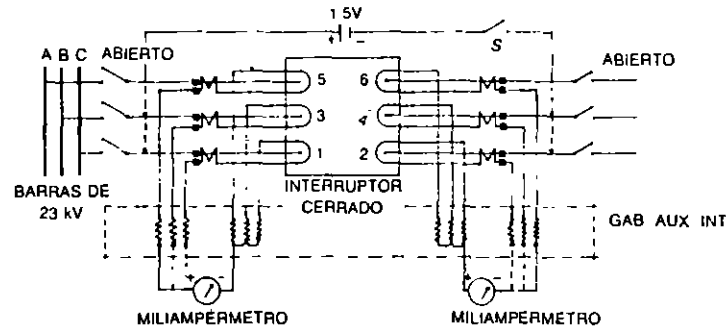 1 5V
+ −
S
A B C ABIERTO
ABIERTO
5 6
3 4
1 2
BARRAS DE
23 kV
INTERRUPTOR
CERRADO
GAB AUX INT
+ −
+ −
MILIAMPÉRMETRO
MILIAMPERMETRO